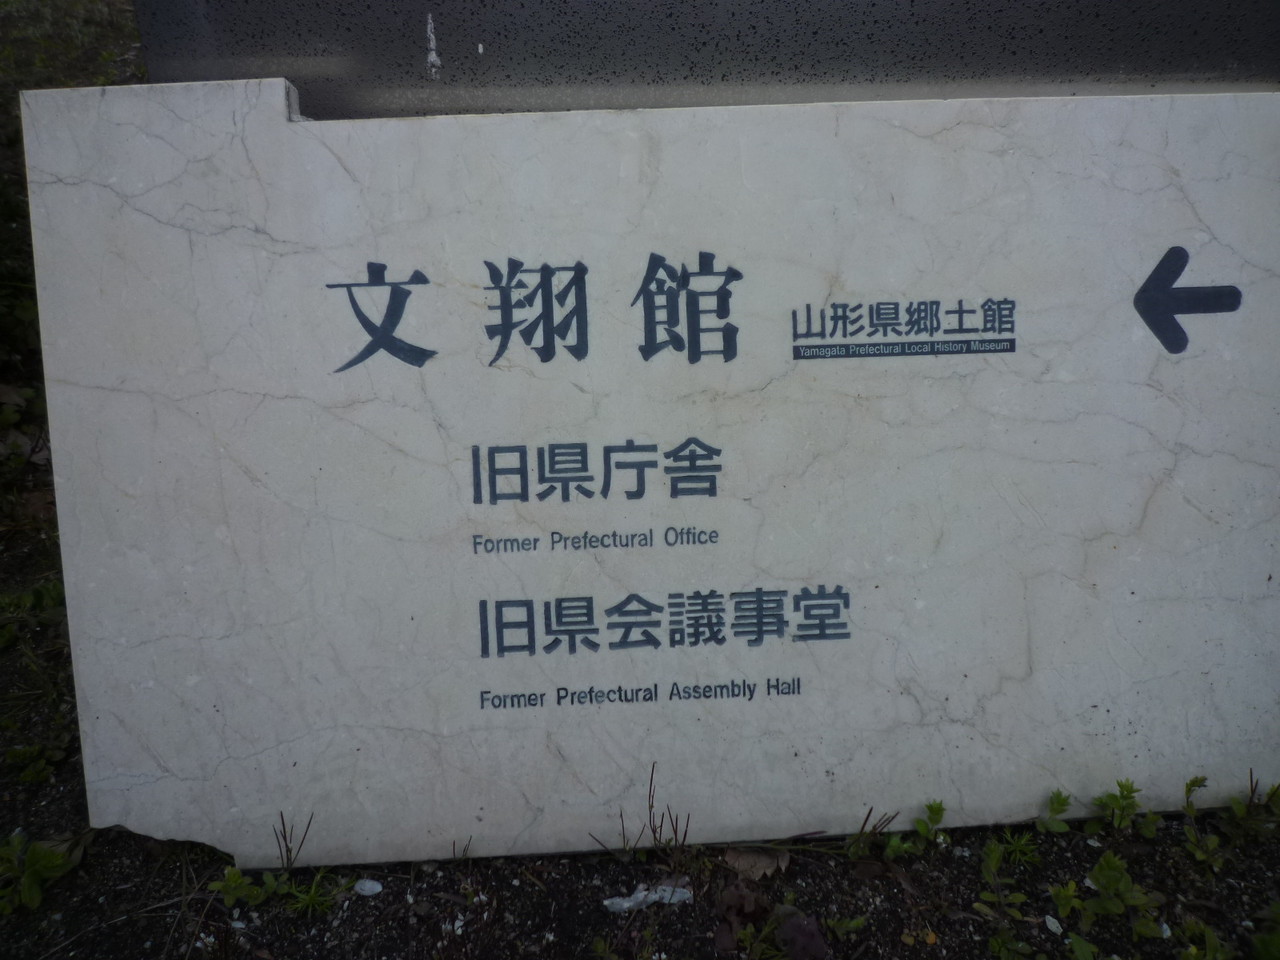 文翔館 山形県郷土館 ←
Yamagata Prefectural Local History Museum
旧県庁舎
Former Prefectural Office
旧県会議事堂
Former Prefectural Assembly Hall